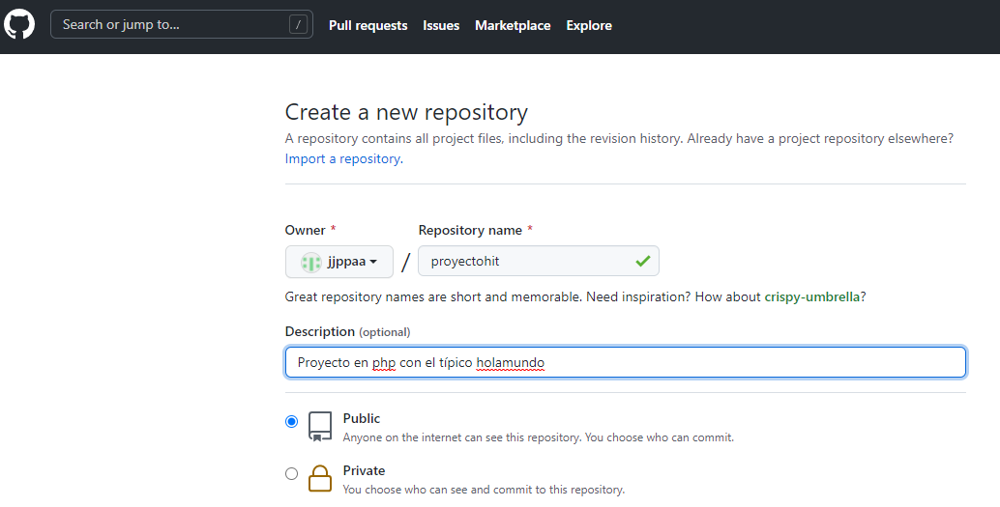 Search or jump to... / Pull requests Issues Marketplace Explore
Create a new repository
A repository contains all project files, including the revision history. Already have a project repository elsewhere?
Import a repository.
Owner * Repository name *
jjppaa / proyectohit
Great repository names are short and memorable. Need inspiration? How about crispy-umbrella?
Description (optional)
Proyecto en php con el típico holamundo
Public
Anyone on the internet can see this repository. You choose who can commit.
Private
You choose who can see and commit to this repository.